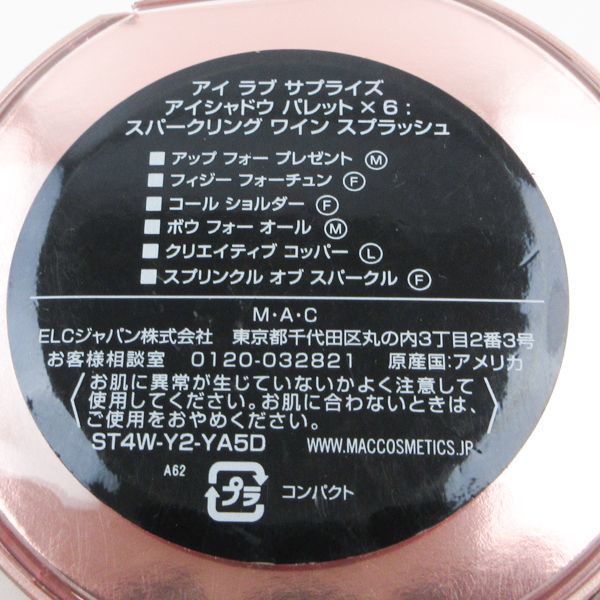 アイ ラブ サプライズ
アイシャドウ パレット×6:
スパークリング ワイン スプラッシュ
■アップ フォー プレゼント Ⓜ
■フィジー フォーチュン Ⓕ
■コール ショルダー Ⓕ
■ボウ フォー オール Ⓜ
■クリエイティブ コッパー Ⓛ
■スプリンクル オブ スパークル Ⓕ
M・A・C
ELCジャパン株式会社 東京都千代田区丸の内3丁目2番3号
お客様相談室 0120-032821 原産国:アメリカ
〈お肌に異常が生じていないかよく注意して
使用してください。お肌に合わないときは、
ご使用をおやめください。〉
ST4W-Y2-YA5D WWW.MACCOSMETICS.JP
A62
プラ コンパクト